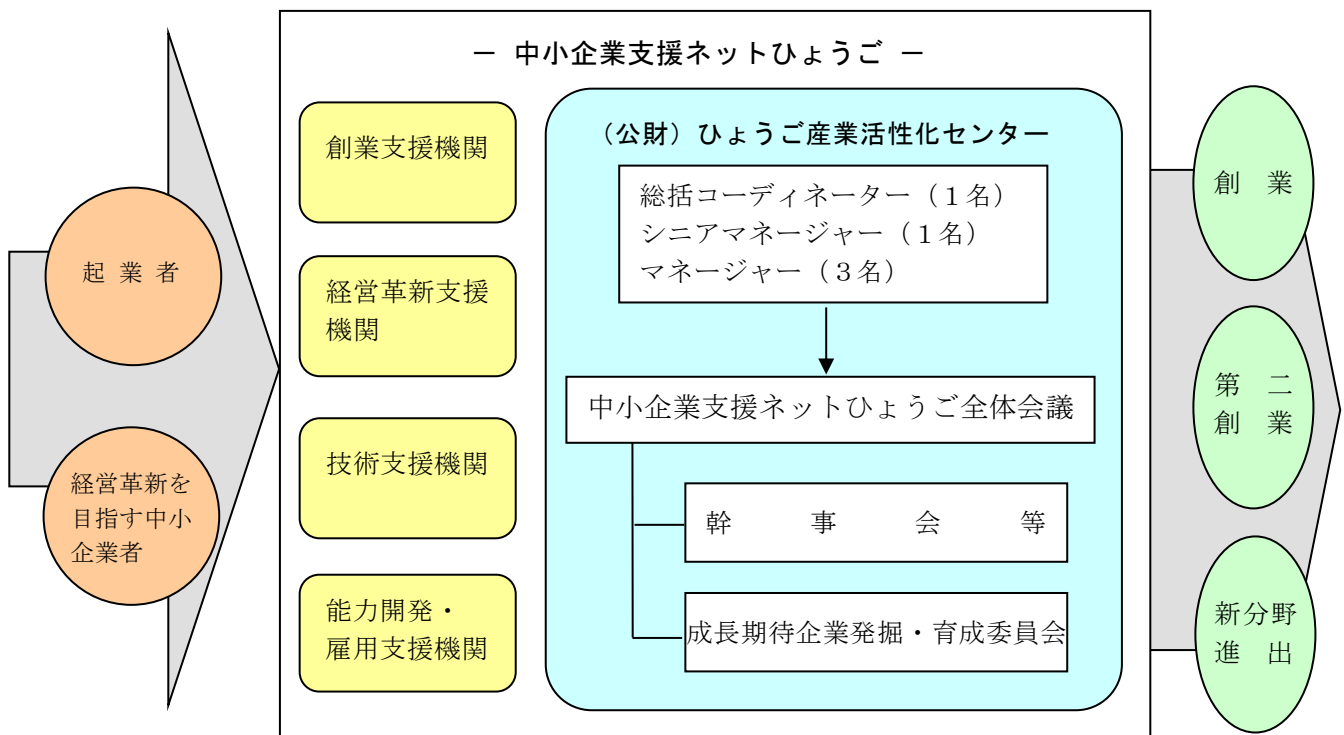 ― 中小企業支援ネットひょうご ―
起 業 者
経営革新を
目指す中小
企業者
創業支援機関
経営革新支援
機関
技術支援機関
能力開発・
雇用支援機関
（公財）ひょうご産業活性化センター
総括コーディネーター（１名）
シニアマネージャー（１名）
マネージャー（３名）
中小企業支援ネットひょうご全体会議
幹 事 会 等
成長期待企業発掘・育成委員会
創 業
第 二
創 業
新分野
進 出